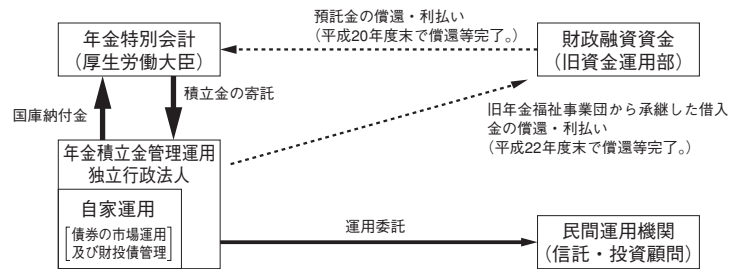 預託金の償還・利払い
（平成20年度末で償還等完了。）
年金特別会計
（厚生労働大臣）
財政融資資金
（旧資金運用部）
国庫納付金
積立金の寄託
旧年金福祉事業団から承継した借入
金の償還・利払い
（平成22年度末で償還等完了。）
年金積立金管理運用
独立行政法人
自家運用
［債券の市場運用
及び財投債管理］
運用委託
民間運用機関
（信託・投資顧問）